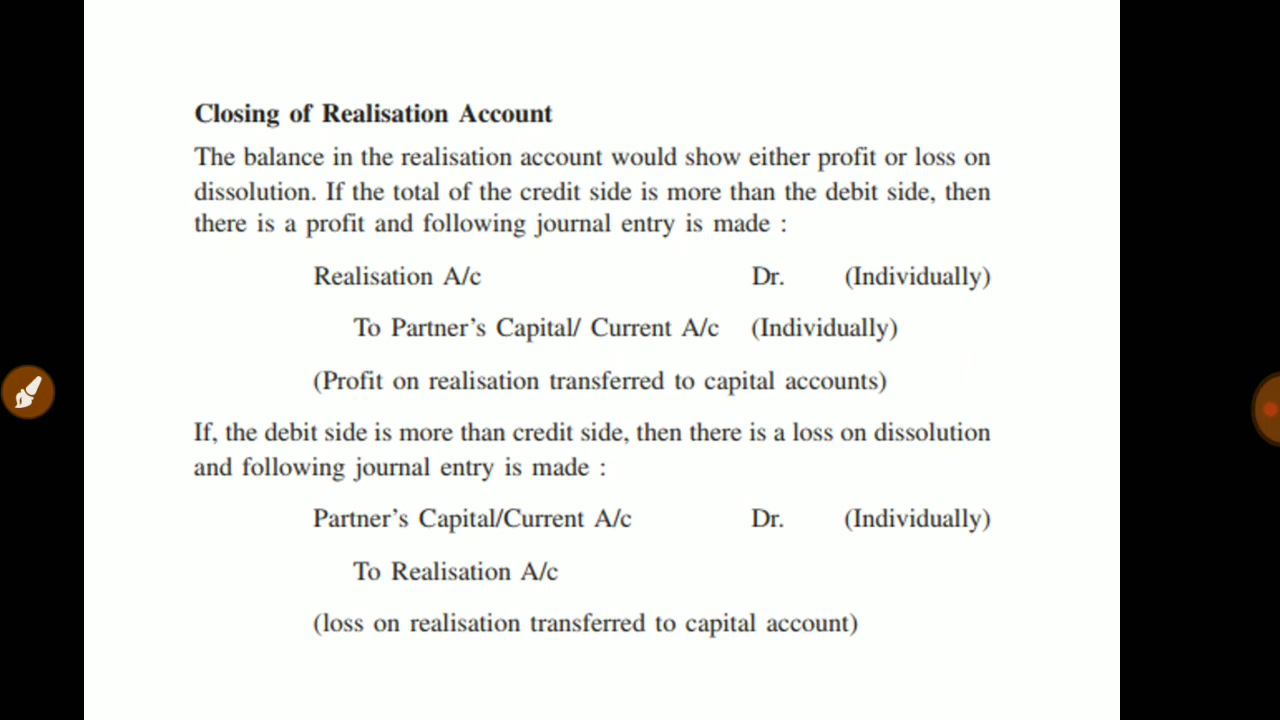 Closing of Realisation Account
The balance in the realisation account would show either profit or loss on
dissolution. If the total of the credit side is more than the debit side, then
there is a profit and following journal entry is made :
Realisation A/c Dr. (Individually)
To Partner's Capital/ Current A/c (Individually)
(Profit on realisation transferred to capital accounts)
If, the debit side is more than credit side, then there is a loss on dissolution
and following journal entry is made :
Partner's Capital/Current A/c Dr. (Individually)
To Realisation A/c
(loss on realisation transferred to capital account)